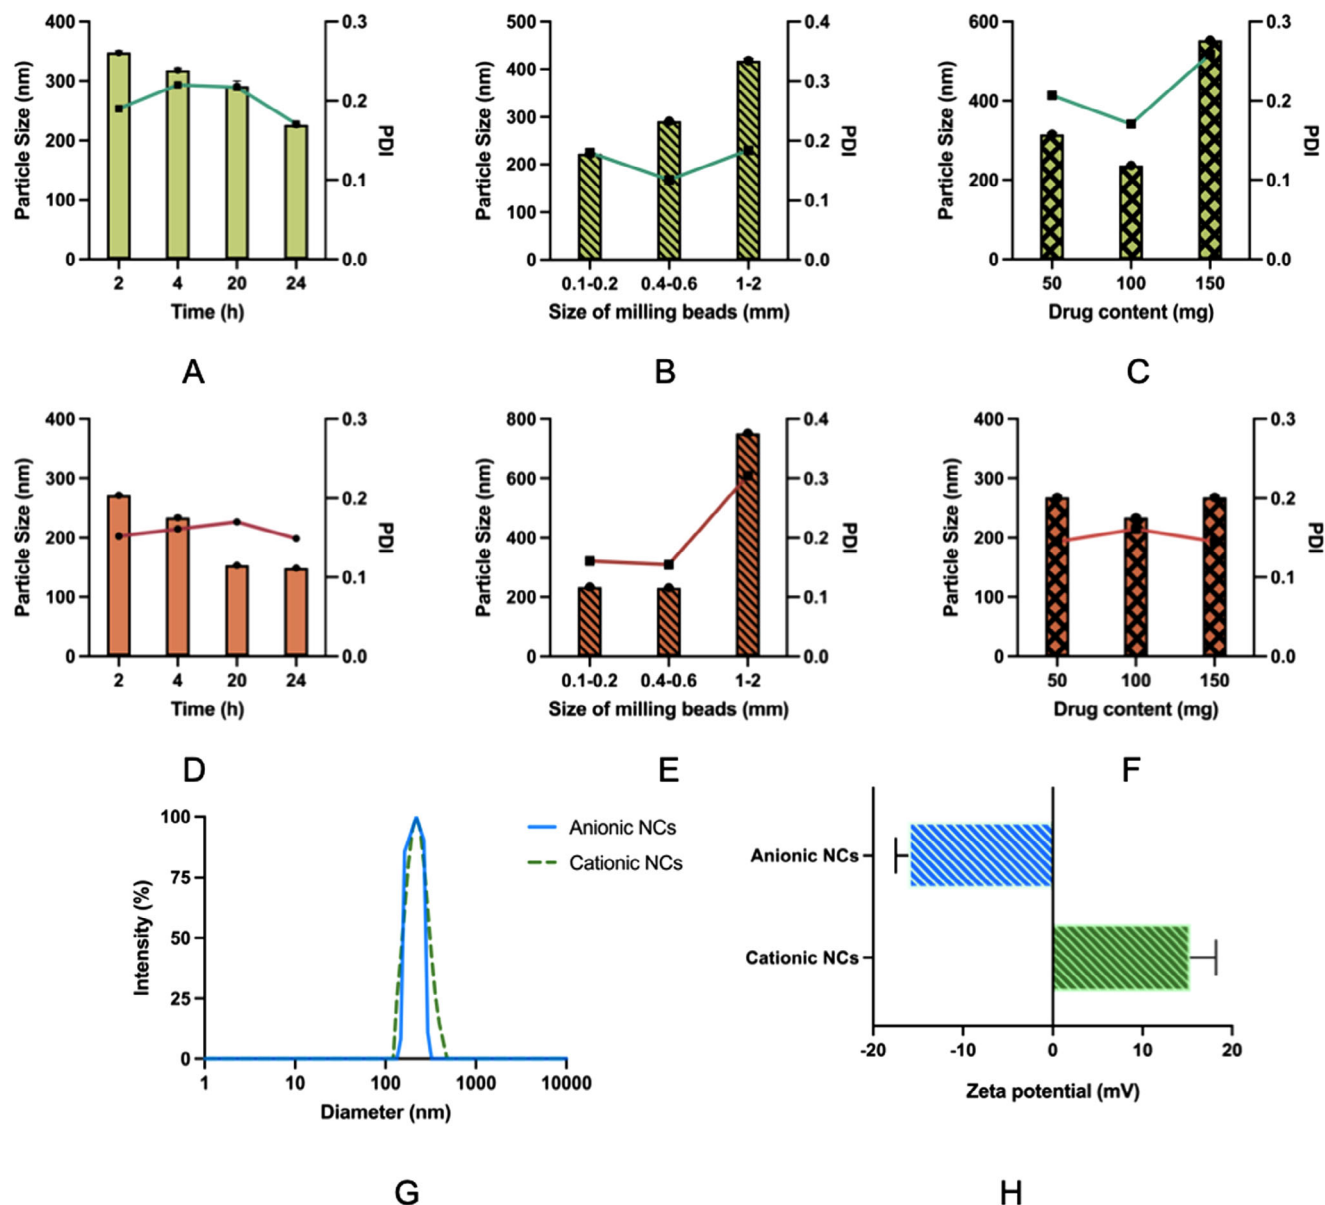 400
300
200
100
0
Particle Size (nm)
0.3
0.2
0.1
0.0
PDI
2 4 20 24
Time (h)
A
500
400
300
200
100
0
Particle Size (nm)
0.4
0.3
0.2
0.1
0.0
PDI
0.1-0.2 0.4-0.6 1-2
Size of milling beads (mm)
B
600
400
200
0
Particle Size (nm)
0.3
0.2
0.1
0.0
PDI
50 100 150
Drug content (mg)
C
400
300
200
100
0
Particle Size (nm)
0.3
0.2
0.1
0.0
PDI
2 4 20 24
Time (h)
D
800
600
400
200
0
Particle Size (nm)
0.4
0.3
0.2
0.1
0.0
PDI
0.1-0.2 0.4-0.6 1-2
Size of milling beads (mm)
E
400
300
200
100
0
Particle Size (nm)
0.3
0.2
0.1
0.0
PDI
50 100 150
Drug content (mg)
F
100
75
50
25
0
Intensity (%)
1 10 100 1000 10000
Diameter (nm)
Anionic NCs
Cationic NCs
G
Anionic NCs
Cationic NCs
-20 -10 0 10 20
Zeta potential (mV)
H